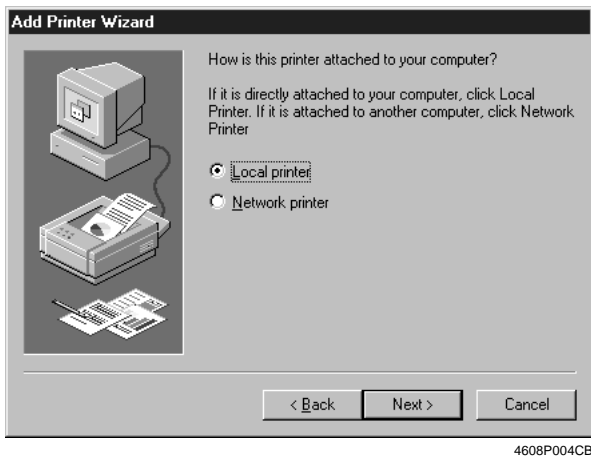 Add Printer Wizard
How is this printer attached to your computer?
If it is directly attached to your computer, click Local
Printer. If it is attached to another computer, click Network
Printer
Local printer
Network printer
< Back
Next >
Cancel
4608P004CB